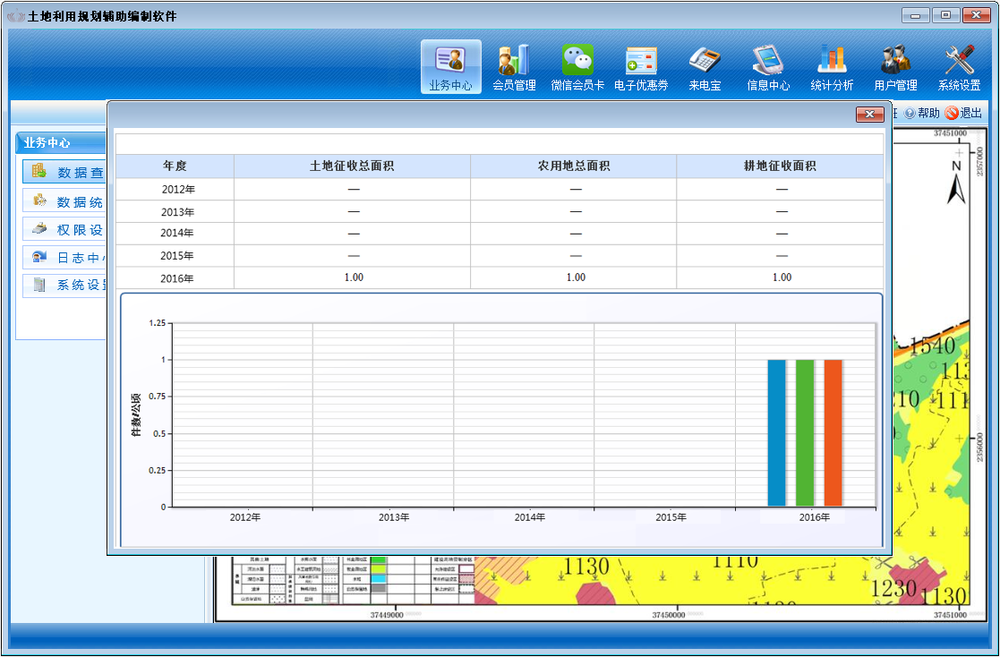 土地利用规划辅助编制软件
业务中心 会员管理 微信会员卡 电子优惠券 来电宝 信息中心 统计分析 用户管理 系统设置
帮助 退出
业务中心
数据查
数据统
权限设
日志中
系统设
年度 土地征收总面积 农用地总面积 耕地征收面积
2012年 — — —
2013年 — — —
2014年 — — —
2015年 — — —
2016年 1.00 1.00 1.00
件数/公顷
1.25
1
0.75
0.5
0.25
0
2012年 2013年 2014年 2015年 2016年
37451000
2357000
N
1540
113
210 111
2356000
1130 1110
1230 1130
1130
37449000 37450000 37451000